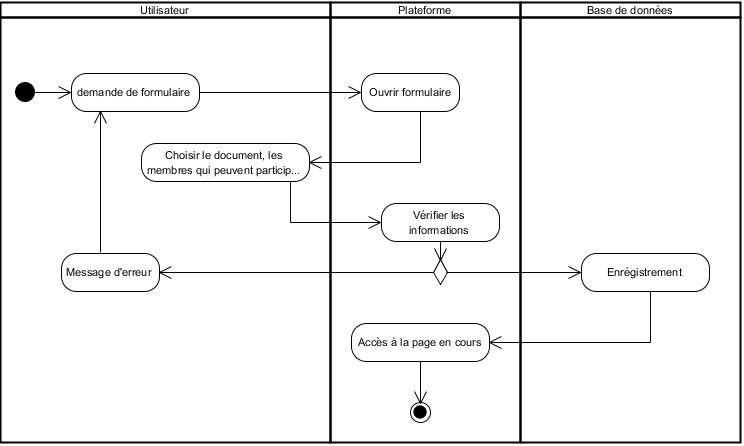 Utilisateur
Plateforme
Base de données
demande de formulaire
Ouvrir formulaire
Choisir le document, les
membres qui peuvent particip...
Vérifier les
informations
Message d'erreur
Enrégistrement
Accès à la page en cours